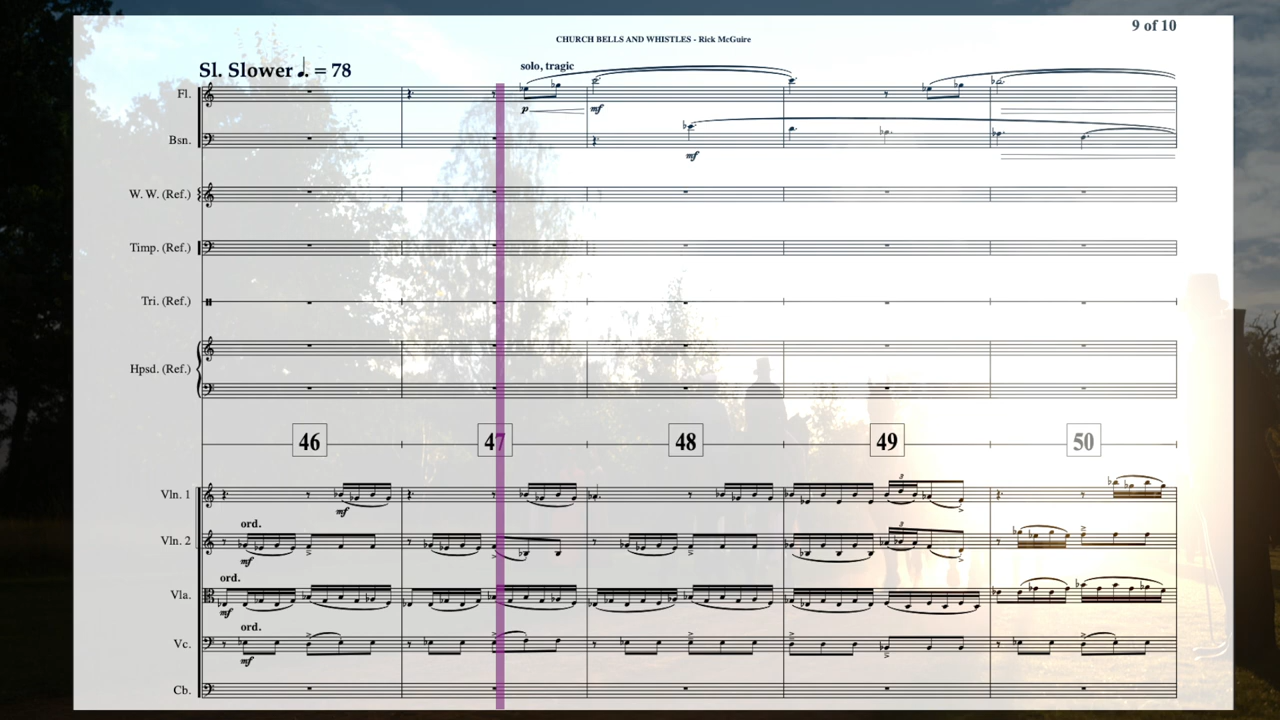 9 of 10
CHURCH BELLS AND WHISTLES - Rick McGuire
Sl. Slower ♩. = 78
solo, tragic
Fl.
p
mf
Bsn.
mf
W. W. (Ref.)
Timp. (Ref.)
Tri. (Ref.)
Hpsd. (Ref.)
46 47 48 49 50
Vln. 1
mf
2
ord.
Vln. 2
mf
2
ord.
Vla.
mf
ord.
Vc.
mf
Cb.